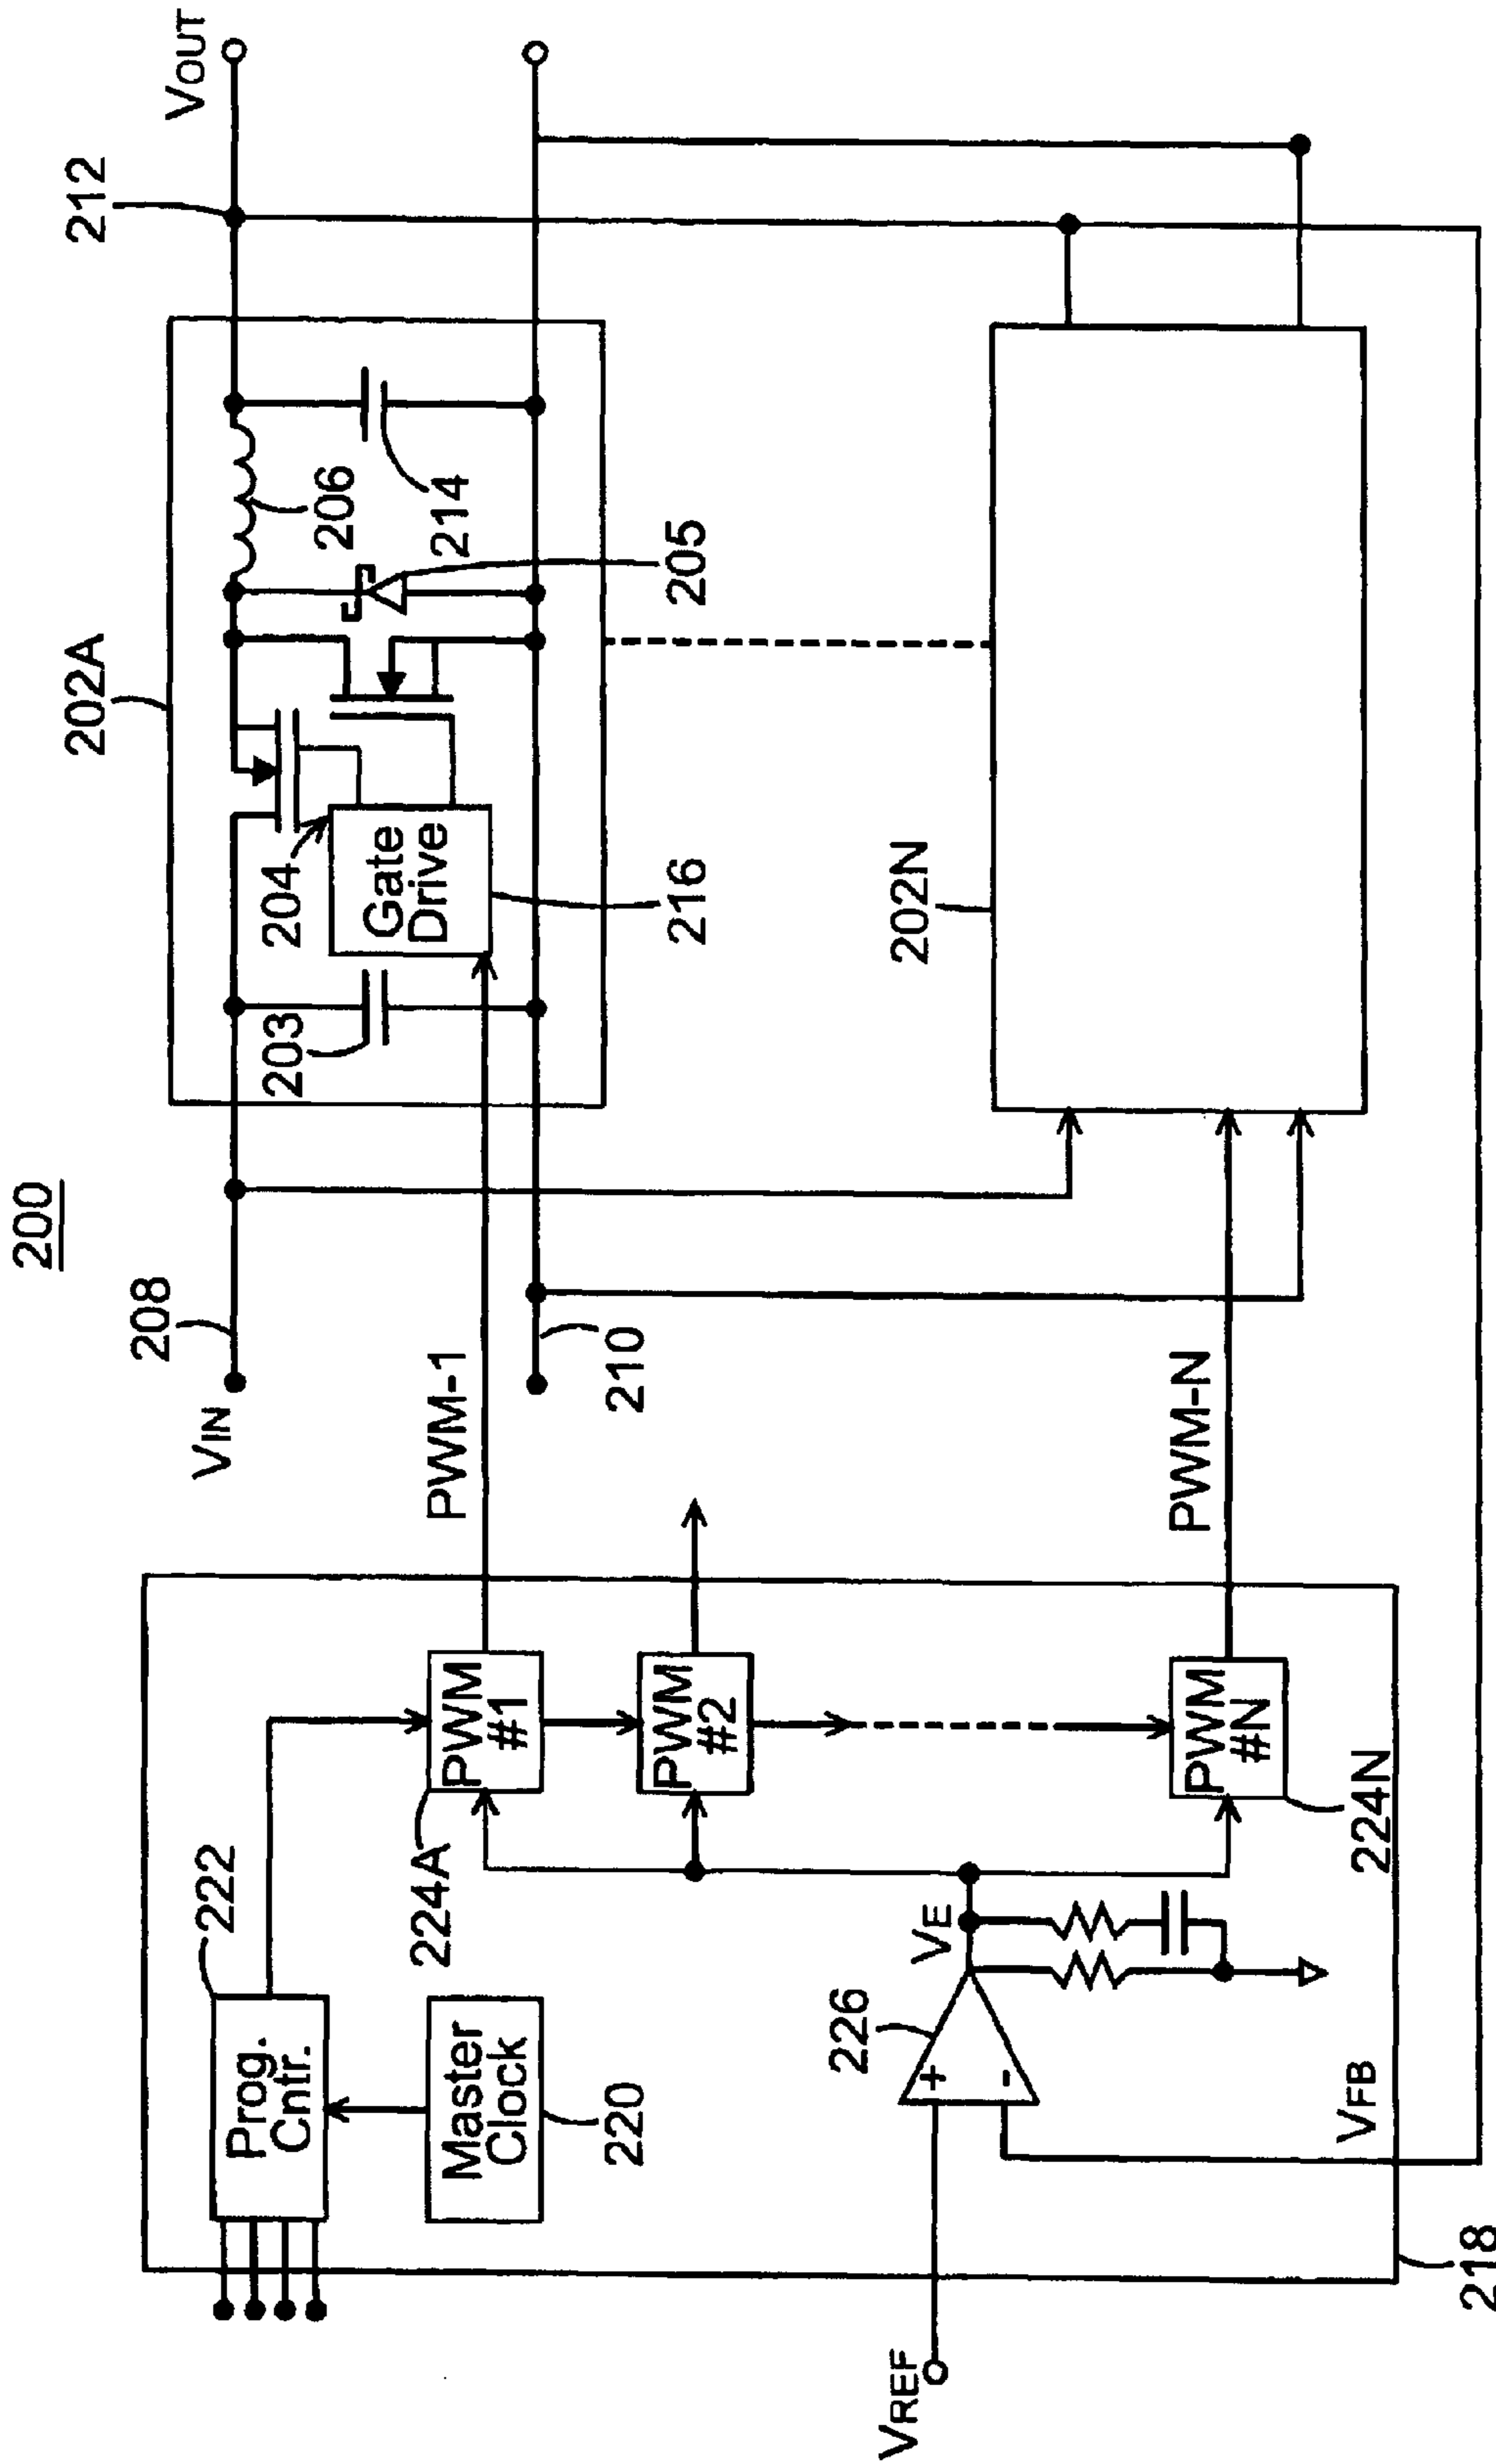 200
202A
212
VOUT
208
VIN
203
204
Gate
Drive
206
214
216
205
210
PWM-1
222
Prog.
Cntr.
224A
PWM
#1
Master
Clock
220
PWM
#2
226
+
-
VE
PWM
#N
224N
PWM-N
202N
VREF
VFB
218